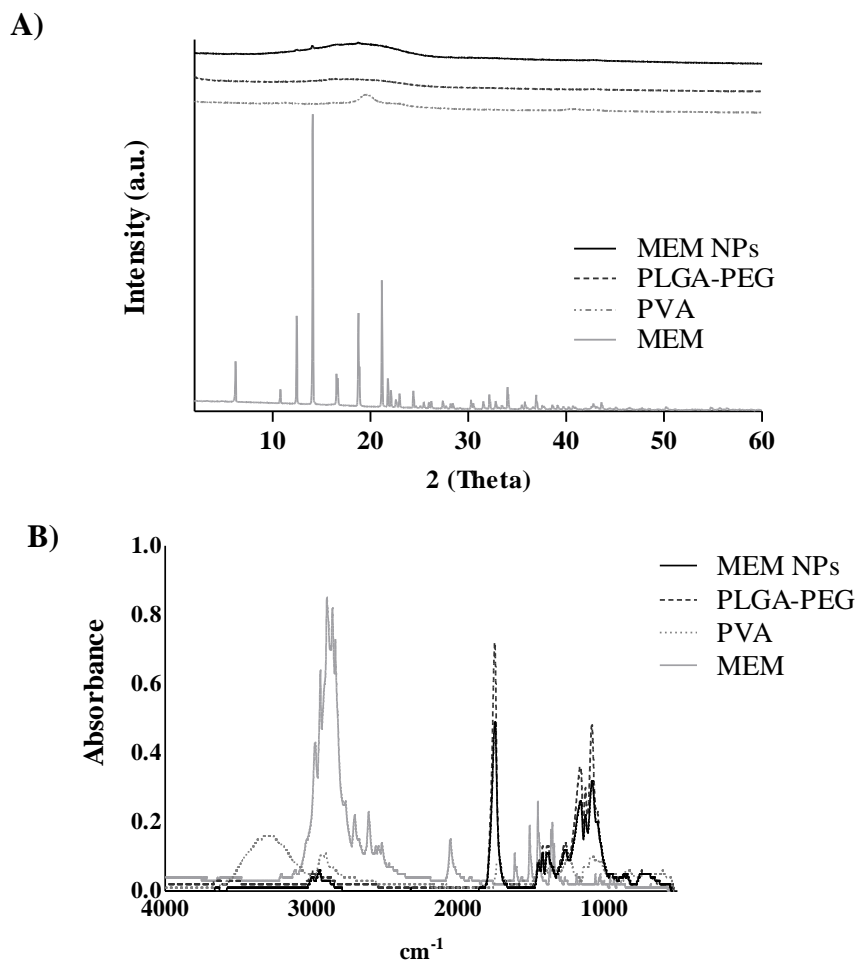 A)
Intensity (a.u.)
MEM NPs
PLGA-PEG
PVA
MEM
10 20 30 40 50 60
2 (Theta)
B)
1.0
0.8
0.6
0.4
0.2
0.0
Absorbance
MEM NPs
PLGA-PEG
PVA
MEM
4000 3000 2000 1000
cm⁻¹